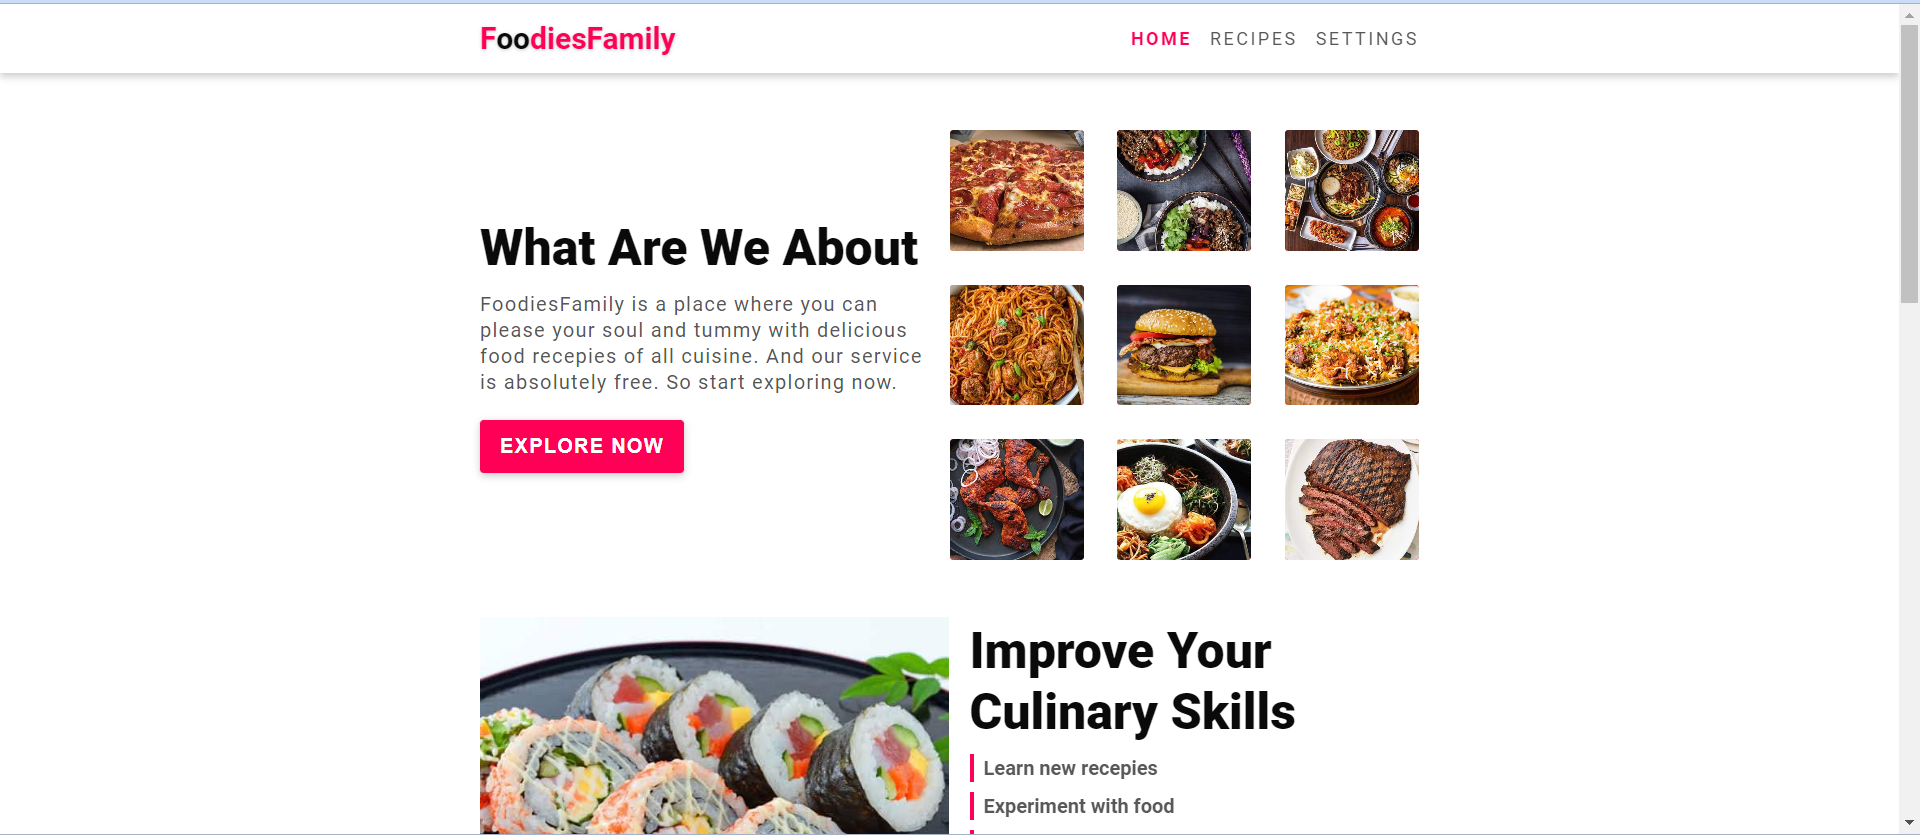 FoodiesFamily
HOME RECIPES SETTINGS
What Are We About
FoodiesFamily is a place where you can
please your soul and tummy with delicious
food recepies of all cuisine. And our service
is absolutely free. So start exploring now.
EXPLORE NOW
Improve Your
Culinary Skills
Learn new recepies
Experiment with food